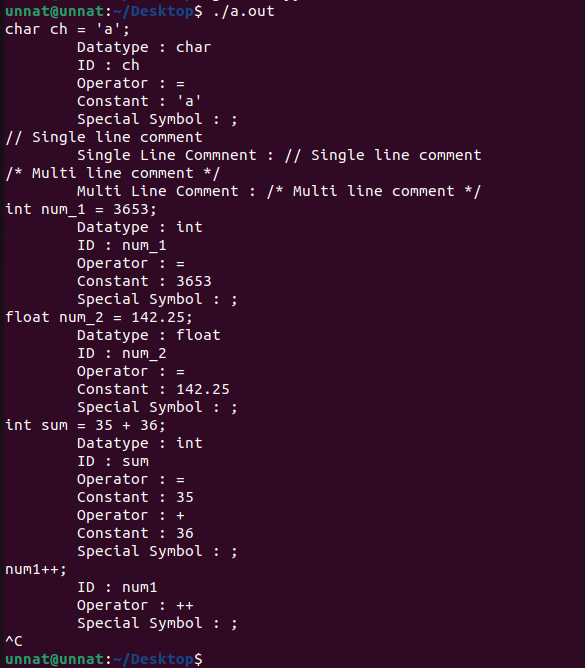 unnat@unnat:~/Desktop$ ./a.out
char ch = 'a';
Datatype : char
ID : ch
Operator : =
Constant : 'a'
Special Symbol : ;
// Single line comment
Single Line Commnent : // Single line comment
/* Multi line comment */
Multi Line Comment : /* Multi line comment */
int num_1 = 3653;
Datatype : int
ID : num_1
Operator : =
Constant : 3653
Special Symbol : ;
float num_2 = 142.25;
Datatype : float
ID : num_2
Operator : =
Constant : 142.25
Special Symbol : ;
int sum = 35 + 36;
Datatype : int
ID : sum
Operator : =
Constant : 35
Operator : +
Constant : 36
Special Symbol : ;
num1++;
ID : num1
Operator : ++
Special Symbol : ;
^C
unnat@unnat:~/Desktop$